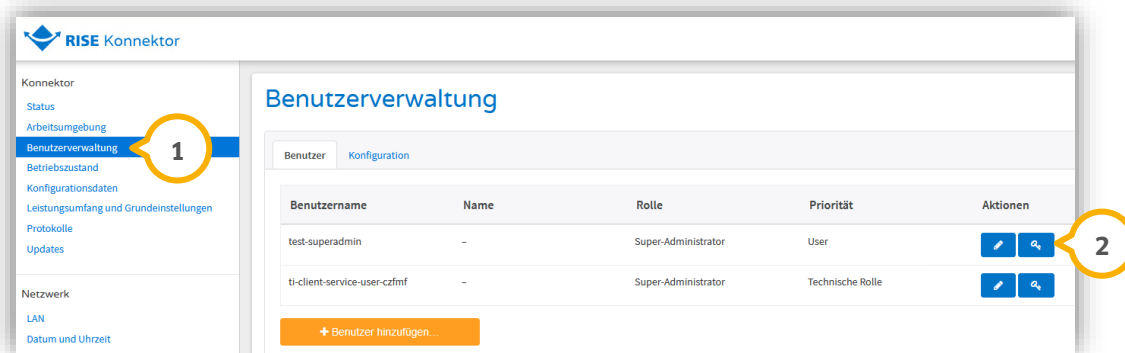 RISE Konnektor
Konnektor
Status
Arbeitsumgebung
Benutzerverwaltung
1
Betriebszustand
Konfigurationsdaten
Leistungsumfang und Grundeinstellungen
Protokolle
Updates
Netzwerk
LAN
Datum und Uhrzeit
Benutzerverwaltung
Benutzer Konfiguration
Benutzername Name Rolle Priorität Aktionen
test-superadmin – Super-Administrator User
2
ti-client-service-user-czfmf – Super-Administrator Technische Rolle
+ Benutzer hinzufügen...